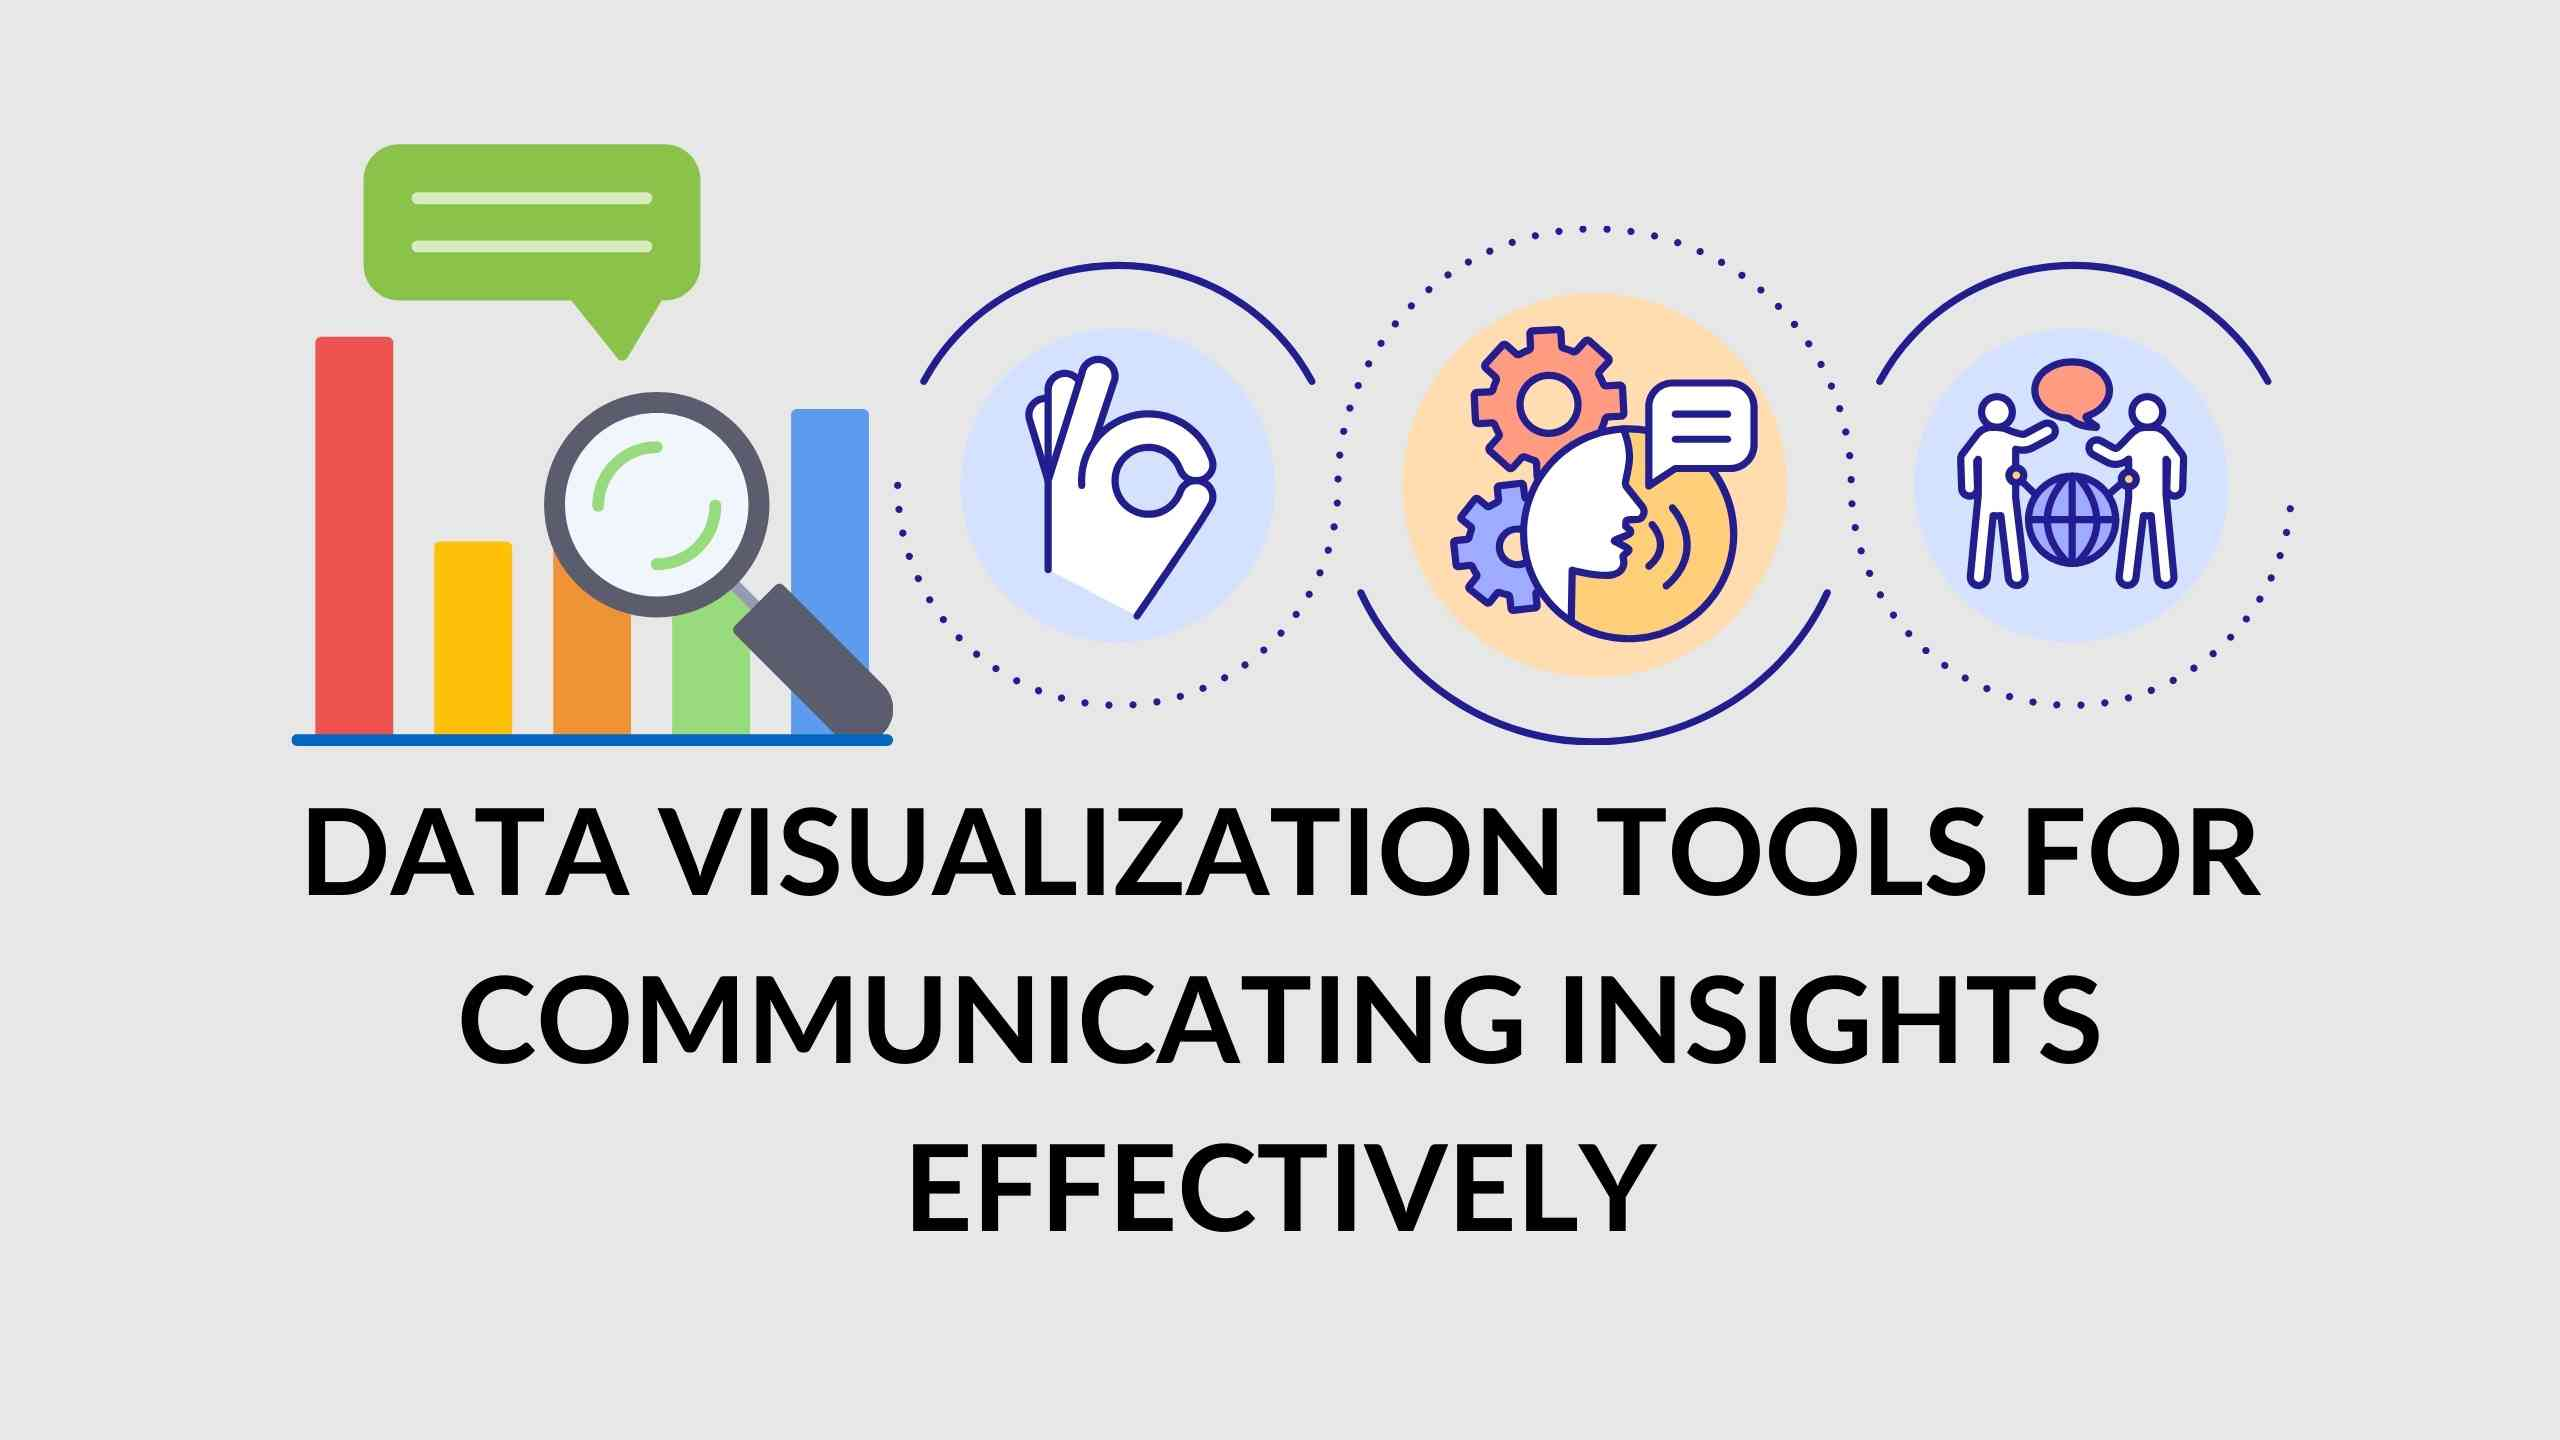 DATA VISUALIZATION TOOLS FOR
COMMUNICATING INSIGHTS
EFFECTIVELY